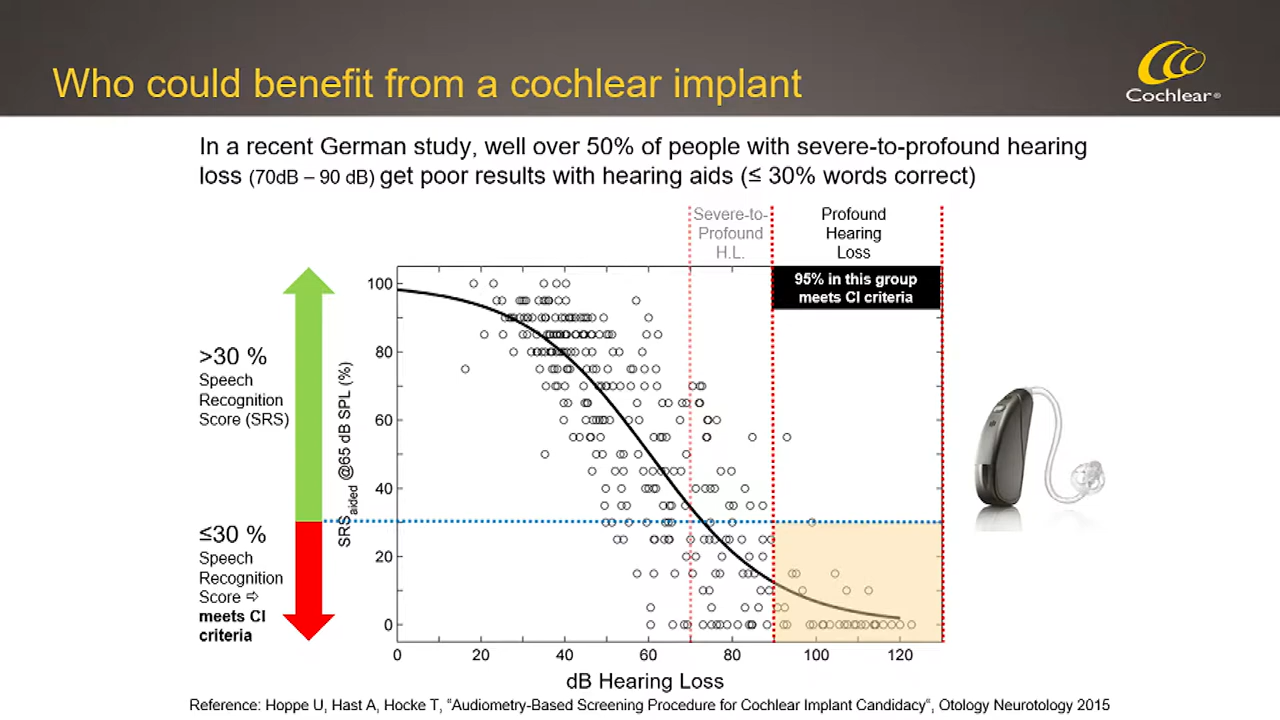 Who could benefit from a cochlear implant
Cochlear®
In a recent German study, well over 50% of people with severe-to-profound hearing
loss (70dB – 90 dB) get poor results with hearing aids (≤ 30% words correct)
Severe-to-
Profound
H.L.
Profound
Hearing
Loss
95% in this group
meets CI criteria
>30 %
Speech
Recognition
Score (SRS)
≤30 %
Speech
Recognition
Score ⇨
meets CI
criteria
SRSaided @65 dB SPL (%)
100
80
60
40
20
0
0 20 40 60 80 100 120
dB Hearing Loss
Reference: Hoppe U, Hast A, Hocke T, “Audiometry-Based Screening Procedure for Cochlear Implant Candidacy“, Otology Neurotology 2015